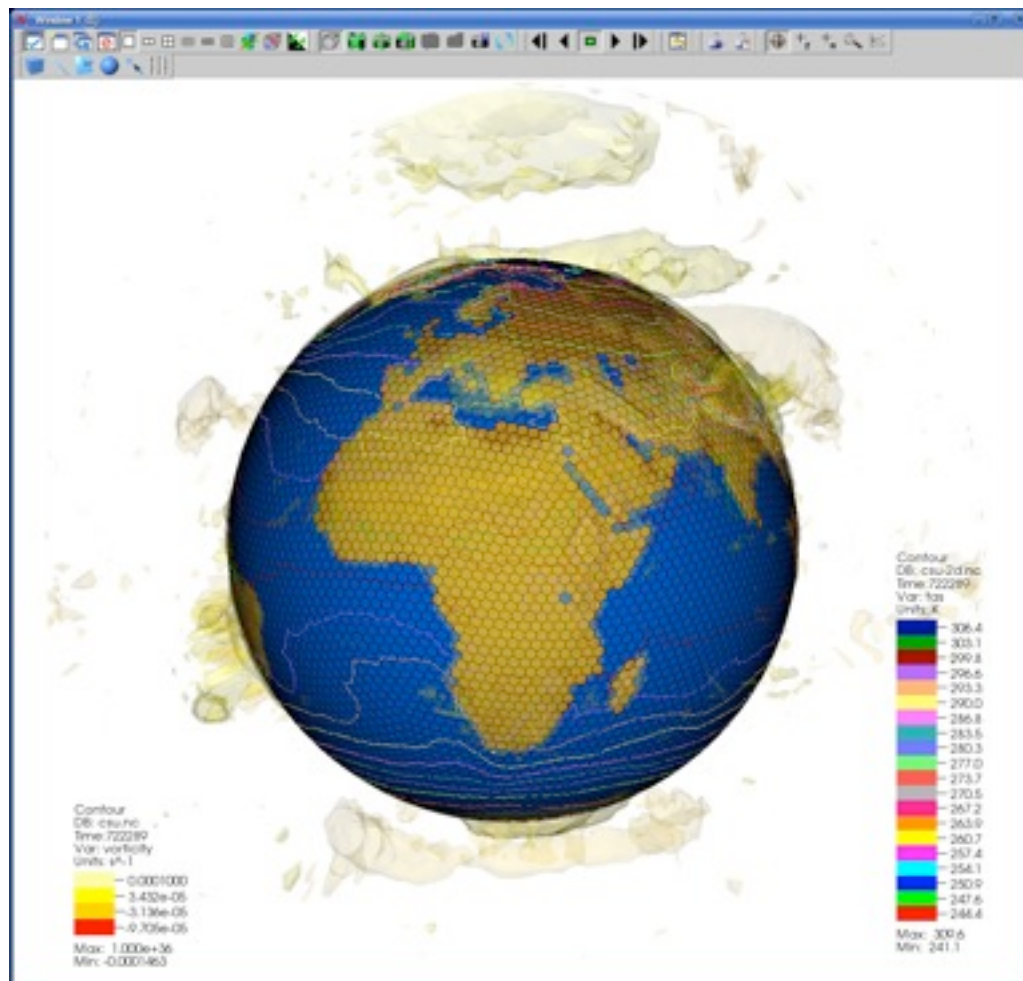 Window 1
Contour
DB: csu-2d.nc
Time:722289
Var: tas
Units: K
306.4
303.1
299.8
296.6
293.3
290.0
286.8
283.5
280.3
277.0
273.7
270.5
267.2
263.9
260.7
257.4
254.1
250.9
247.6
244.4
Max: 309.6
Min: 241.1
Contour
DB: csu.nc
Time:722289
Var: vorticity
Units: s^-1
0.0001000
3.432e-05
-3.136e-05
-9.705e-05
Max: 1.000e+36
Min: -0.0001463